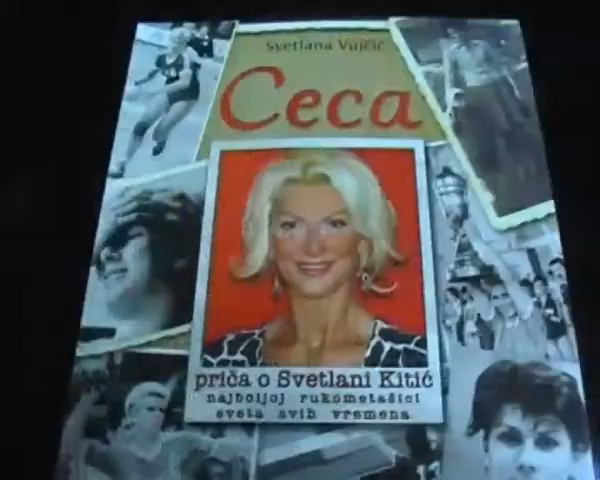 Svetlana Vujčić
Ceca
priča o Svetlani Kitić
najboljoj rukometašici
sveta svih vremena